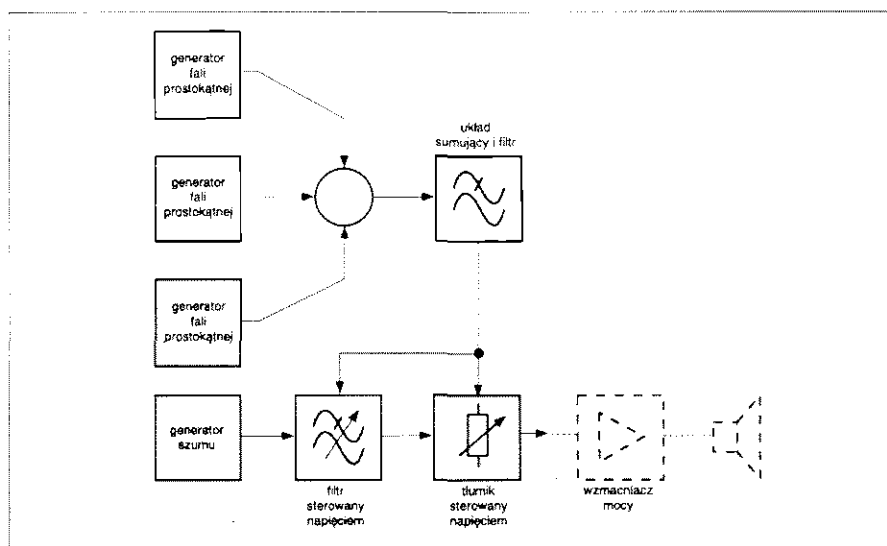 generator
fali
prostokątnej
układ
sumujący i filtr
generator
fali
prostokątnej
generator
fali
prostokątnej
generator
szumu
filtr
sterowany
napięciem
tłumik
sterowany
napięciem
wzmacniacz
mocy